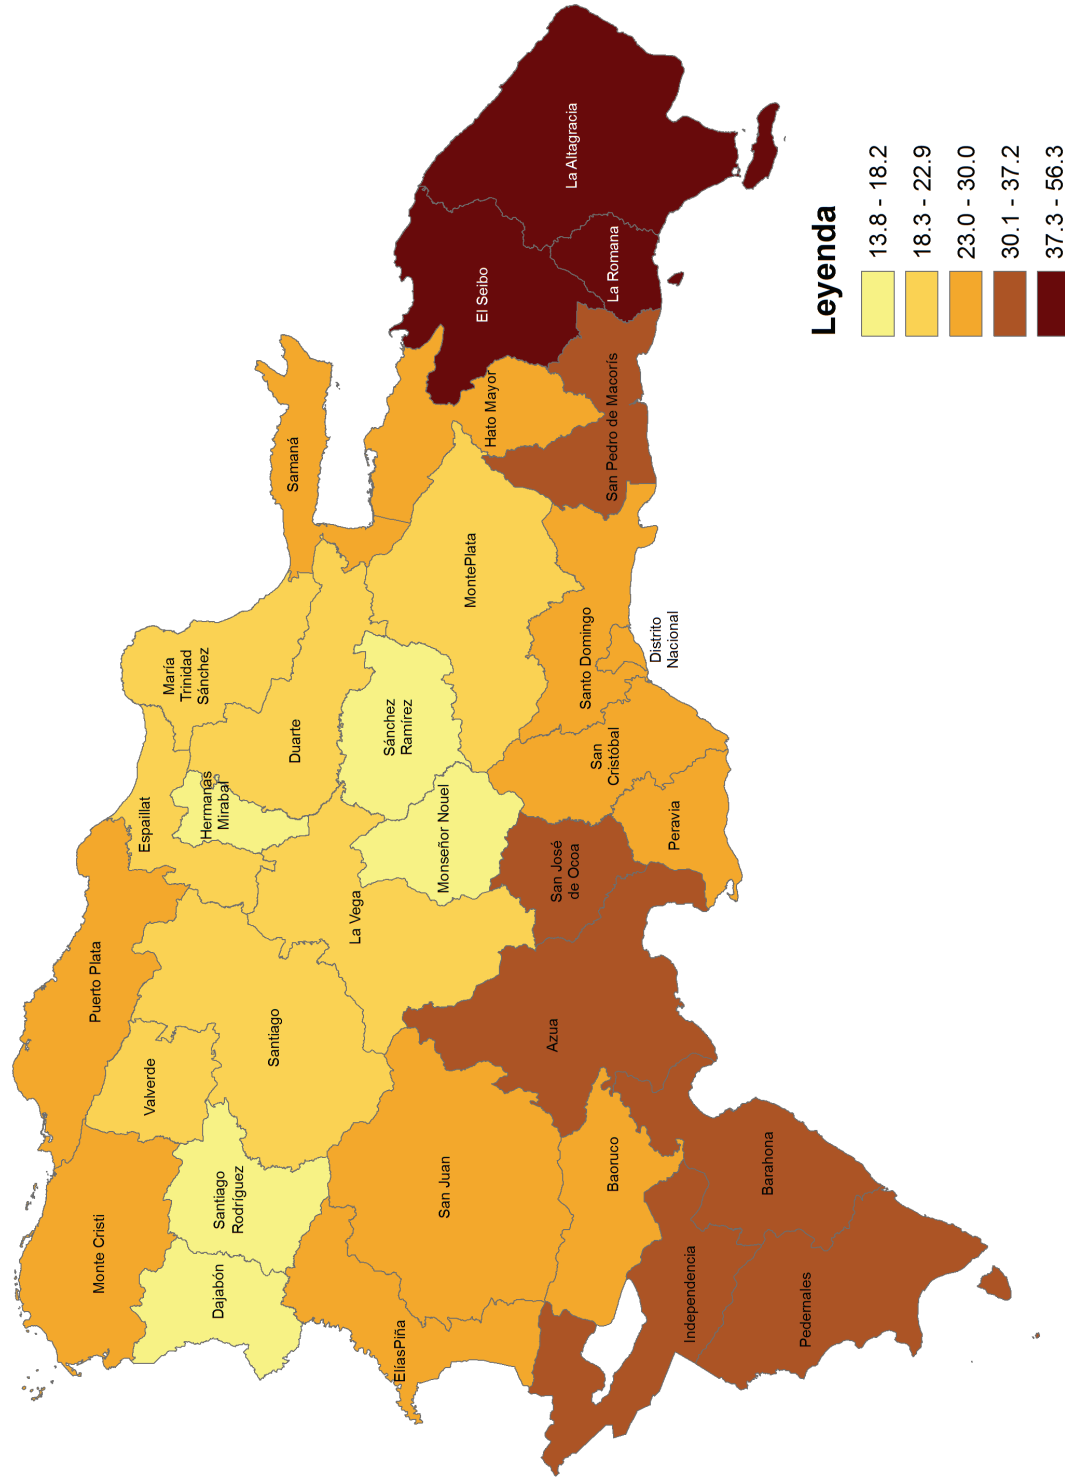 Puerto Plata
Monte Cristi
Valverde
Espaillat
María
Trinidad
Sánchez
Samaná
Hermanas
Mirabal
Duarte
Santiago
Santiago
Rodríguez
Dajabón
La Vega
Sánchez
Ramírez
Monseñor Nouel
MontePlata
Hato Mayor
El Seibo
La Altagracia
La Romana
San Pedro de Macorís
Santo Domingo
Distrito
Nacional
San
Cristóbal
Peravia
San José
de Ocoa
Azua
San Juan
ElíasPiña
Baoruco
Independencia
Barahona
Pedernales
Leyenda
13.8 - 18.2
18.3 - 22.9
23.0 - 30.0
30.1 - 37.2
37.3 - 56.3